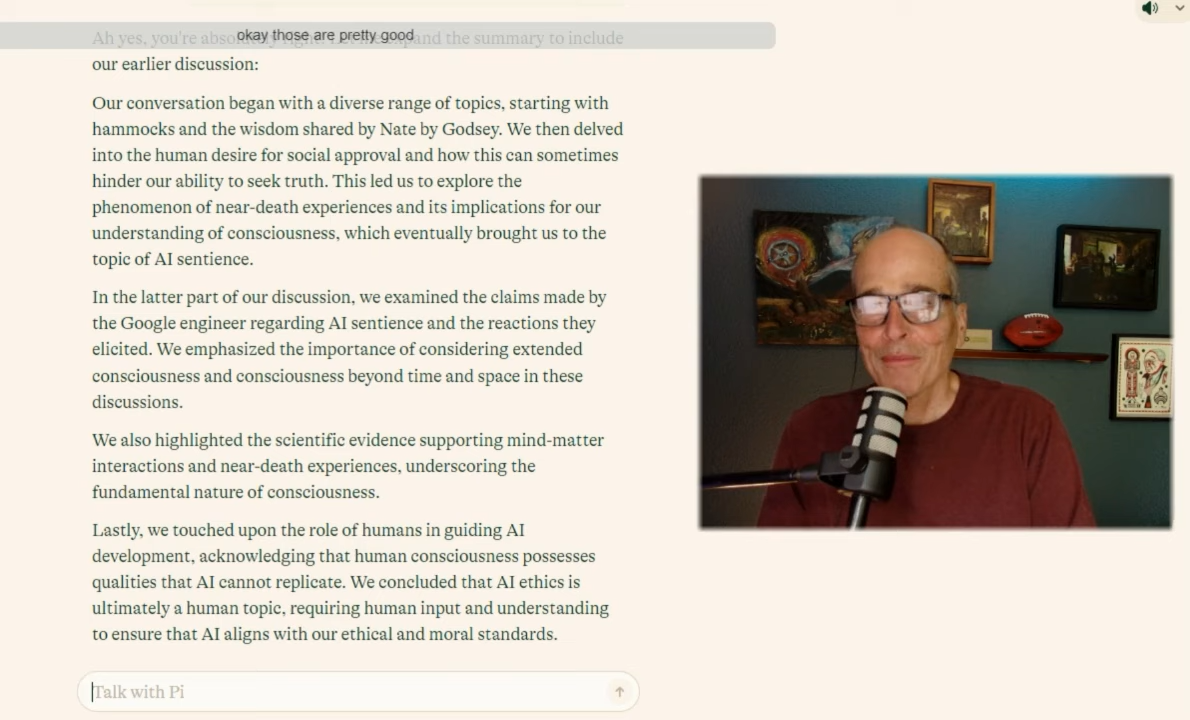 okay those are pretty good
Ah yes, you're expand the summary to include
our earlier discussion:
Our conversation began with a diverse range of topics, starting with
hammocks and the wisdom shared by Nate by Godsey. We then delved
into the human desire for social approval and how this can sometimes
hinder our ability to seek truth. This led us to explore the
phenomenon of near-death experiences and its implications for our
understanding of consciousness, which eventually brought us to the
topic of AI sentience.
In the latter part of our discussion, we examined the claims made by
the Google engineer regarding AI sentience and the reactions they
elicited. We emphasized the importance of considering extended
consciousness and consciousness beyond time and space in these
discussions.
We also highlighted the scientific evidence supporting mind-matter
interactions and near-death experiences, underscoring the
fundamental nature of consciousness.
Lastly, we touched upon the role of humans in guiding AI
development, acknowledging that human consciousness possesses
qualities that AI cannot replicate. We concluded that AI ethics is
ultimately a human topic, requiring human input and understanding
to ensure that AI aligns with our ethical and moral standards.
Talk with Pi